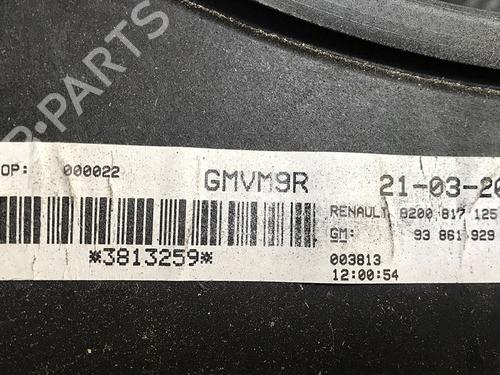 PARTS
OP: 000022 GMVM9R 21-03-20
RENAULT 8200 817 125
GM: 93 861 929
*3813259*
003813
12:00:54